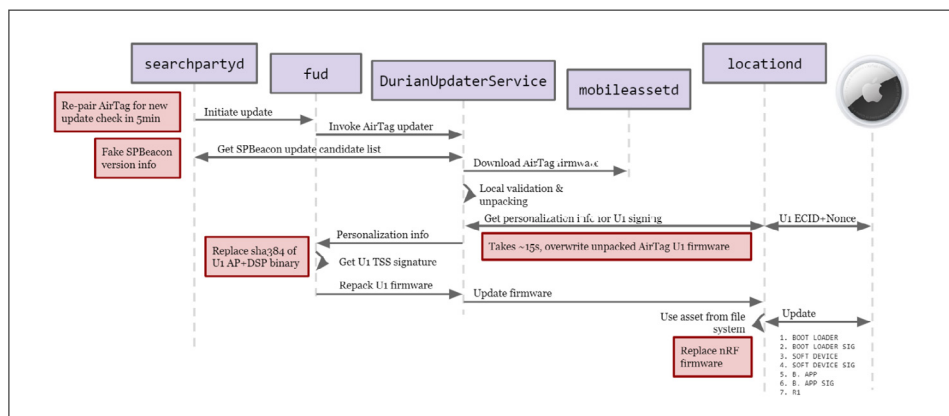 searchpartyd
fud
DurianUpdaterService
mobileassetd
locationd
Re-pair AirTag for new
update check in 5min
Initiate update
Invoke AirTag updater
Fake SPBeacon
version info
Get SPBeacon update candidate list
Download AirTag firmware
Local validation &
unpacking
Get personalization info for U1 signing
U1 ECID+Nonce
Personalization info
Takes ~15s, overwrite unpacked AirTag U1 firmware
Replace sha384 of
U1 AP+DSP binary
Get U1 TSS signature
Repack U1 firmware
Update firmware
Use asset from file
system
Update
Replace nRF
firmware
1. BOOT LOADER
2. BOOT LOADER SIG
3. SOFT DEVICE
4. SOFT DEVICE SIG
5. B. APP
6. B. APP SIG
7. R1